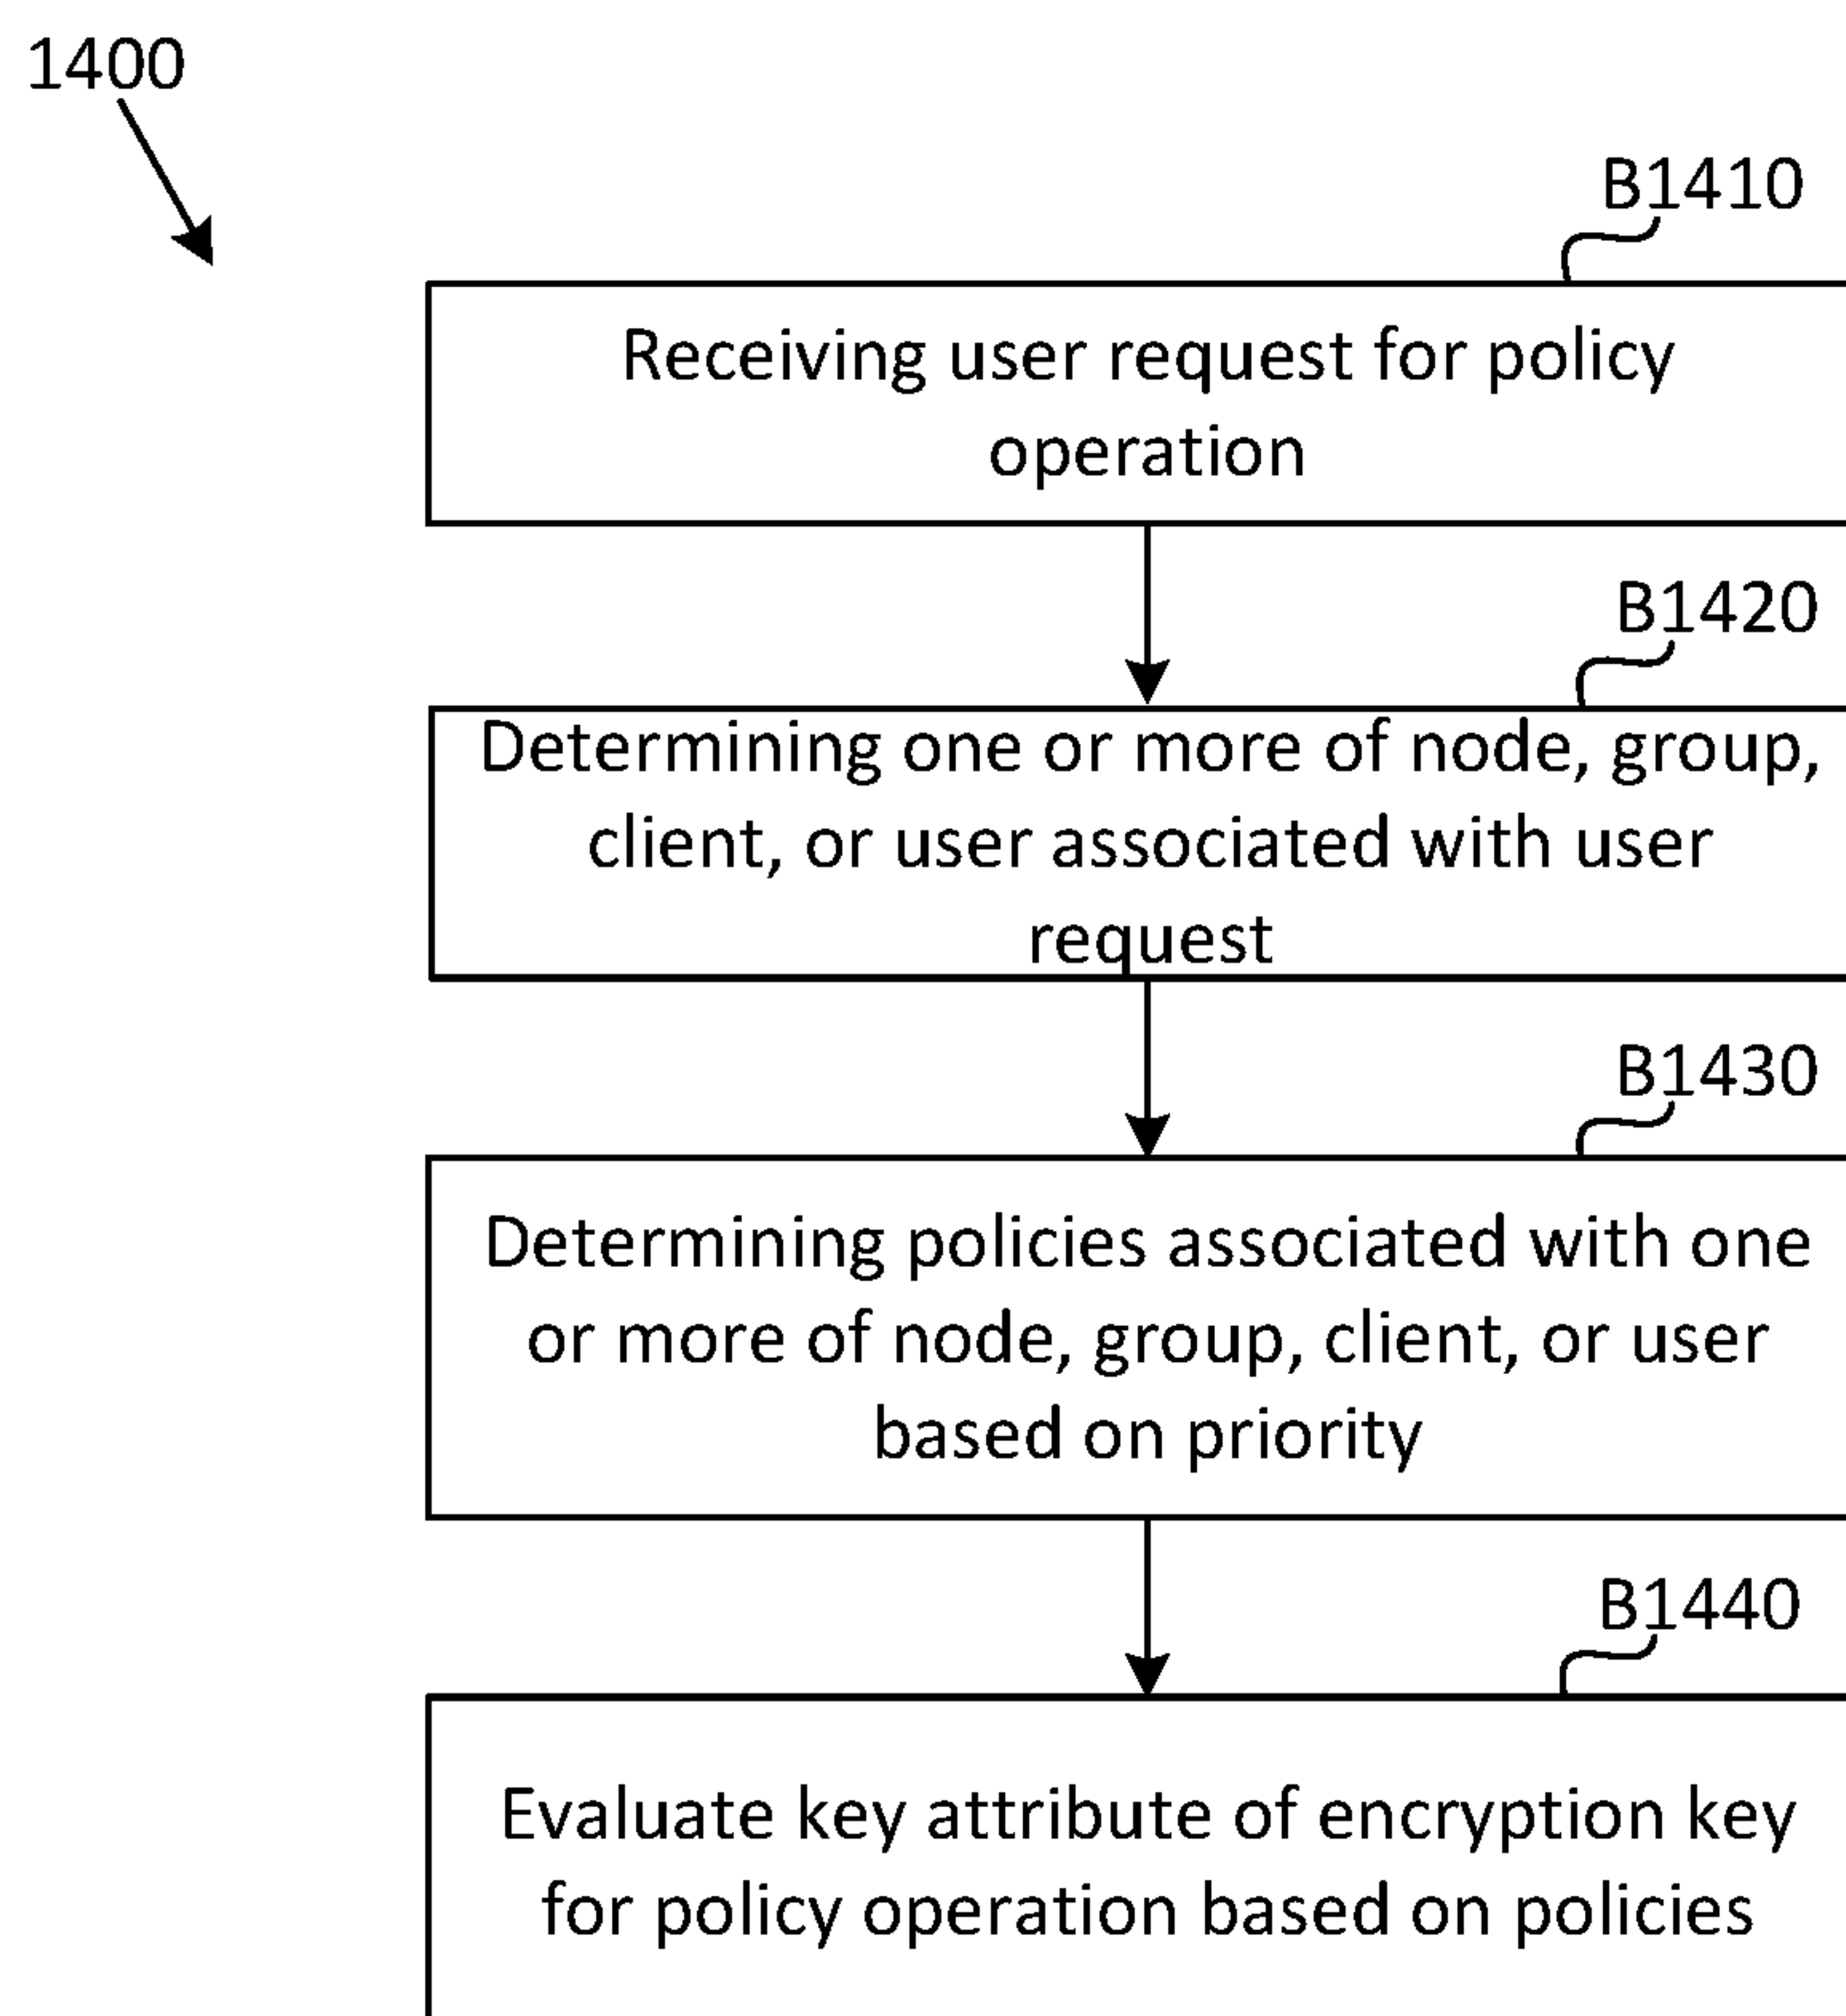 1400
B1410
Receiving user request for policy
operation
B1420
Determining one or more of node, group,
client, or user associated with user
request
B1430
Determining policies associated with one
or more of node, group, client, or user
based on priority
B1440
Evaluate key attribute of encryption key
for policy operation based on policies